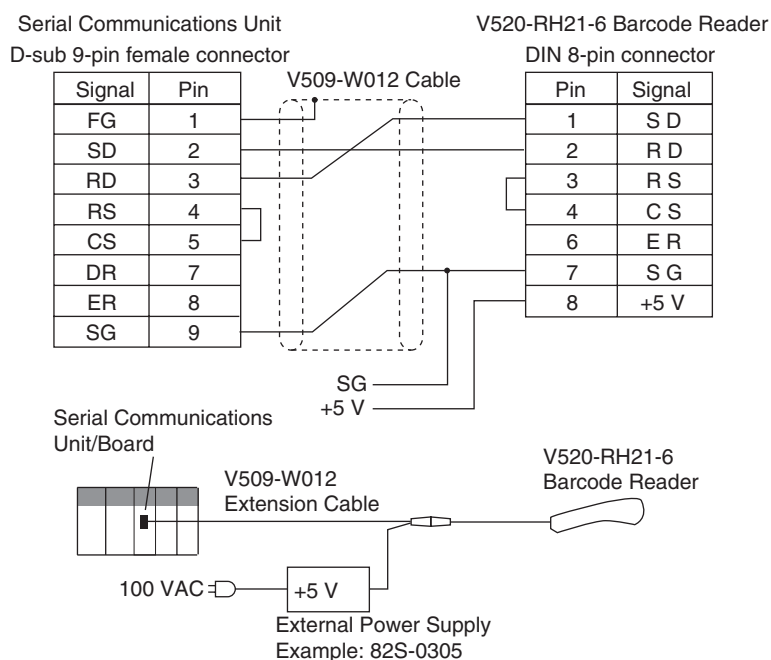 Serial Communications Unit
D-sub 9-pin female connector
V520-RH21-6 Barcode Reader
DIN 8-pin connector
V509-W012 Cable
Signal Pin
FG 1
SD 2
RD 3
RS 4
CS 5
DR 7
ER 8
SG 9
Pin Signal
1 S D
2 R D
3 R S
4 C S
6 E R
7 S G
8 +5 V
SG
+5 V
Serial Communications
Unit/Board
V509-W012
Extension Cable
V520-RH21-6
Barcode Reader
100 VAC
+5 V
External Power Supply
Example: 82S-0305